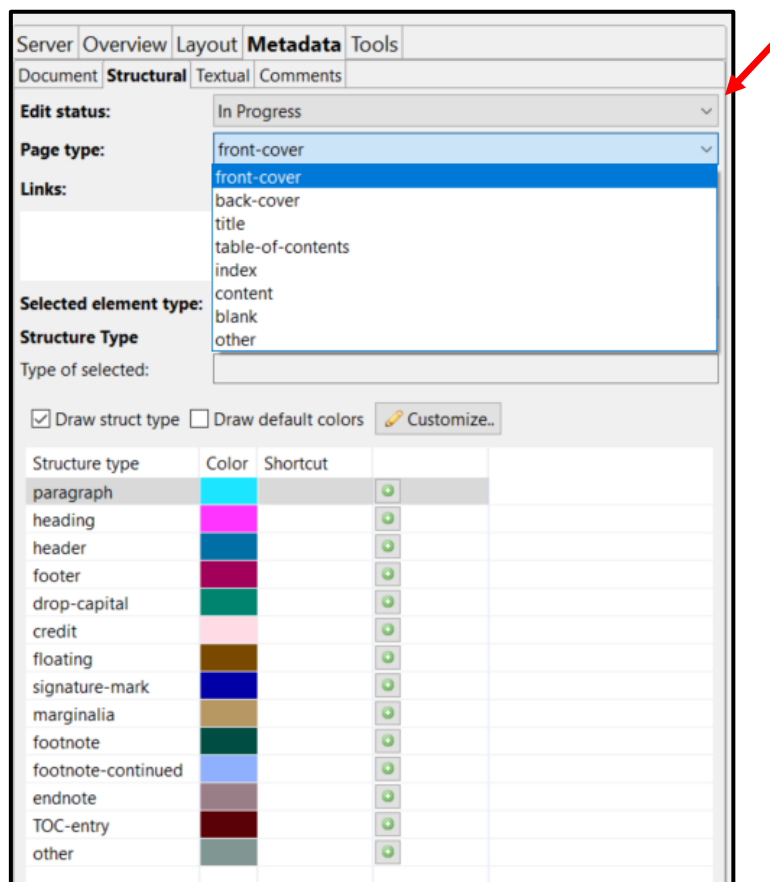 Server Overview Layout Metadata Tools
Document Structural Textual Comments
Edit status: In Progress
Page type: front-cover
front-cover
Links:
back-cover
title
table-of-contents
index
content
Selected element type:
blank
Structure Type
other
Type of selected:
Draw struct type Draw default colors Customize..
Structure type Color Shortcut
paragraph
heading
header
footer
drop-capital
credit
floating
signature-mark
marginalia
footnote
footnote-continued
endnote
TOC-entry
other